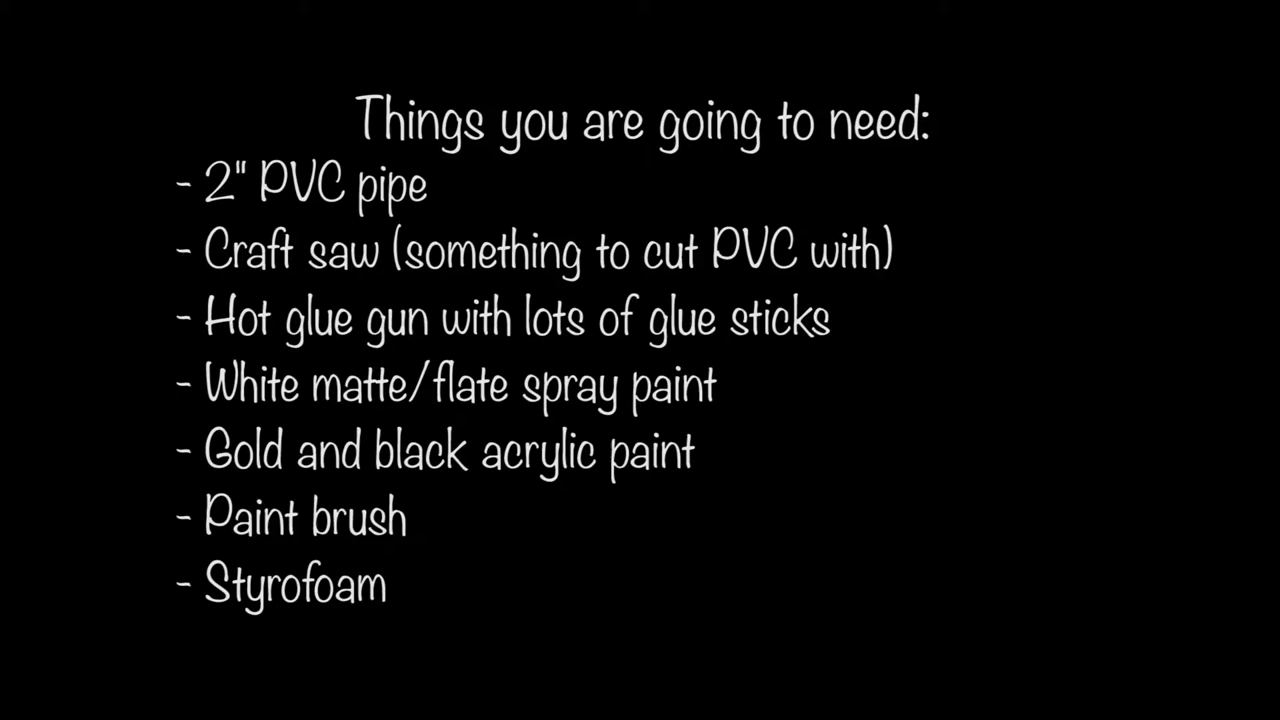 Things you are going to need:
- 2" PVC pipe
- Craft saw (something to cut PVC with)
- Hot glue gun with lots of glue sticks
- White matte/flate spray paint
- Gold and black acrylic paint
- Paint brush
- Styrofoam